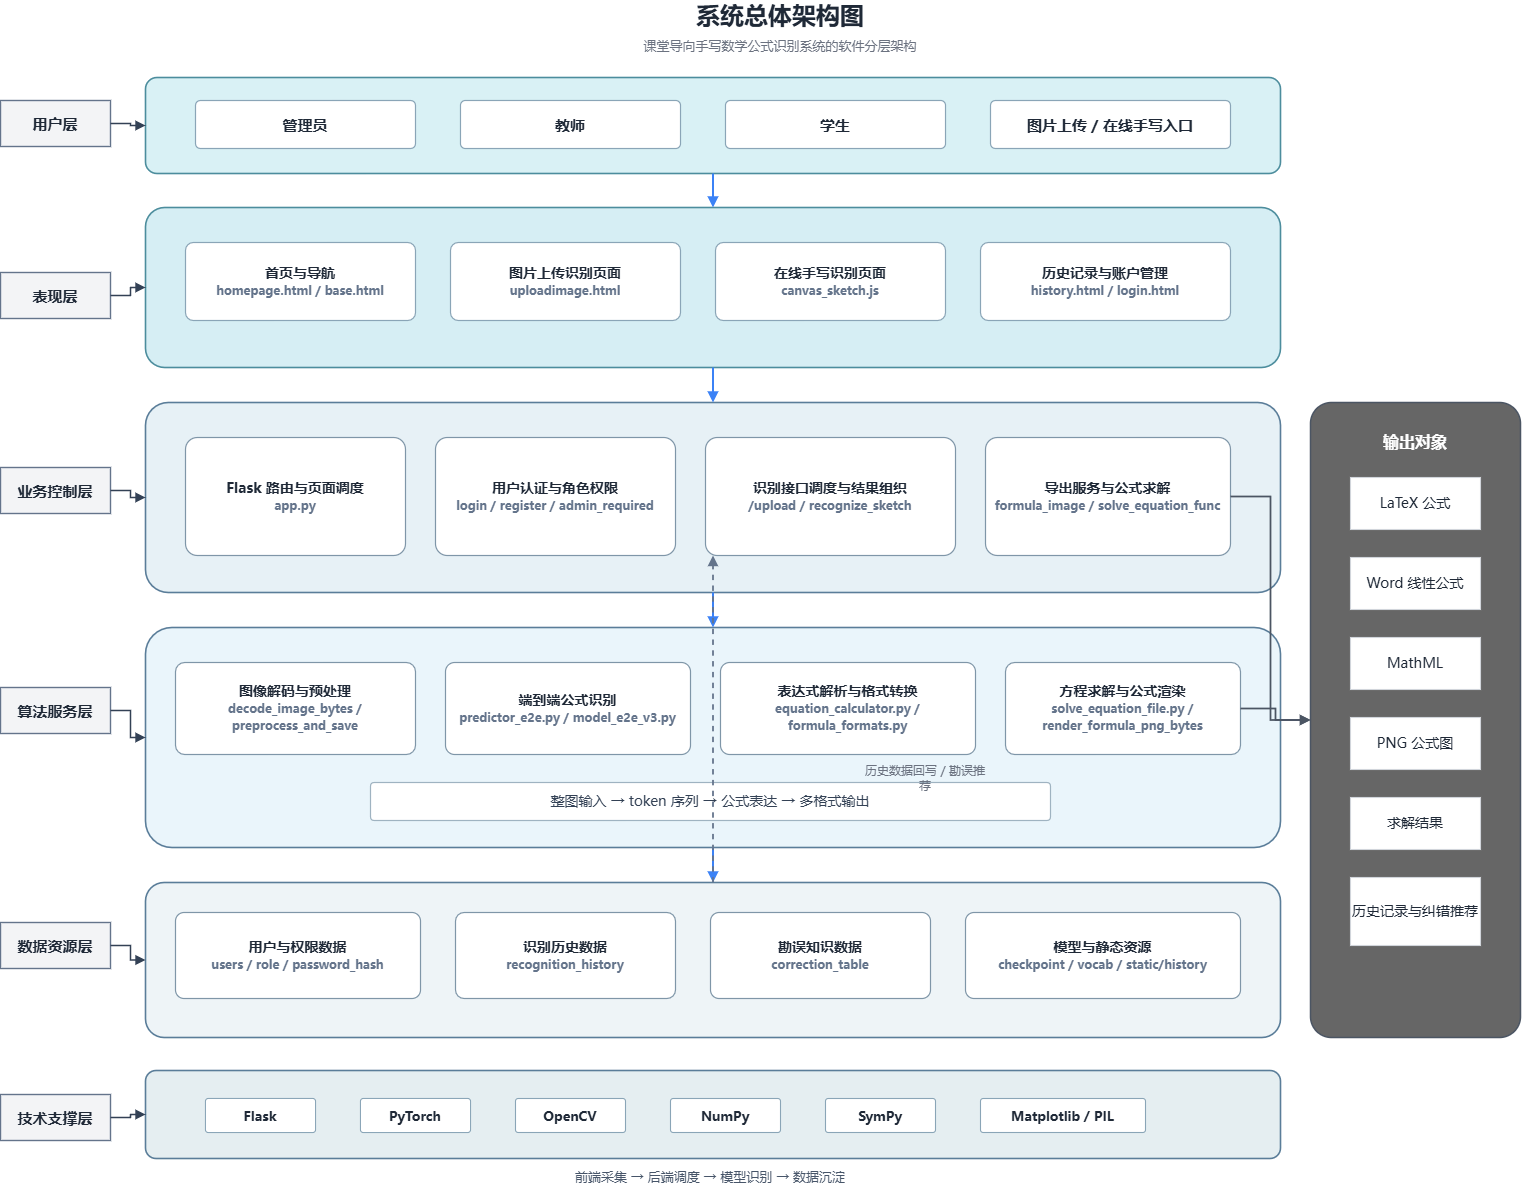 系统总体架构图
课堂导向手写数学公式识别系统的软件分层架构
用户层
管理员
教师
学生
图片上传 / 在线手写入口
表现层
首页与导航
homepage.html / base.html
图片上传识别页面
uploadimage.html
在线手写识别页面
canvas_sketch.js
历史记录与账户管理
history.html / login.html
业务控制层
Flask 路由与页面调度
app.py
用户认证与角色权限
login / register / admin_required
识别接口调度与结果组织
/upload / recognize_sketch
导出服务与公式求解
formula_image / solve_equation_func
算法服务层
图像解码与预处理
decode_image_bytes /
preprocess_and_save
端到端公式识别
predictor_e2e.py / model_e2e_v3.py
表达式解析与格式转换
equation_calculator.py /
formula_formats.py
方程求解与公式渲染
solve_equation_file.py /
render_formula_png_bytes
历史数据回写 / 勘误推
荐
整图输入 → token 序列 → 公式表达 → 多格式输出
数据资源层
用户与权限数据
users / role / password_hash
识别历史数据
recognition_history
勘误知识数据
correction_table
模型与静态资源
checkpoint / vocab / static/history
技术支撑层
Flask
PyTorch
OpenCV
NumPy
SymPy
Matplotlib / PIL
前端采集 → 后端调度 → 模型识别 → 数据沉淀
输出对象
LaTeX 公式
Word 线性公式
MathML
PNG 公式图
求解结果
历史记录与纠错推荐